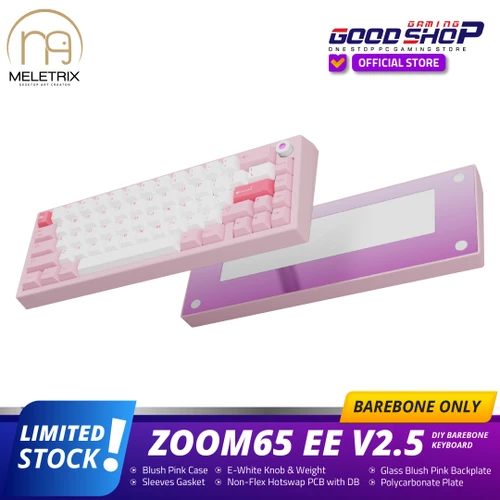 MELETRIX
DESKTOP ART CREATOR
GAMING
GOODSHOP
ONE STOP PC GAMING STORE
OFFICIAL STORE
BAREBONE ONLY
LIMITED
STOCK!
ZOOM65 EE V2.5
DIY BAREBONE
KEYBOARD
• Blush Pink Case
• Sleeves Gasket
• E-White Knob & Weight
• Non-Flex Hotswap PCB with DB
• Glass Blush Pink Backplate
• Polycarbonate Plate